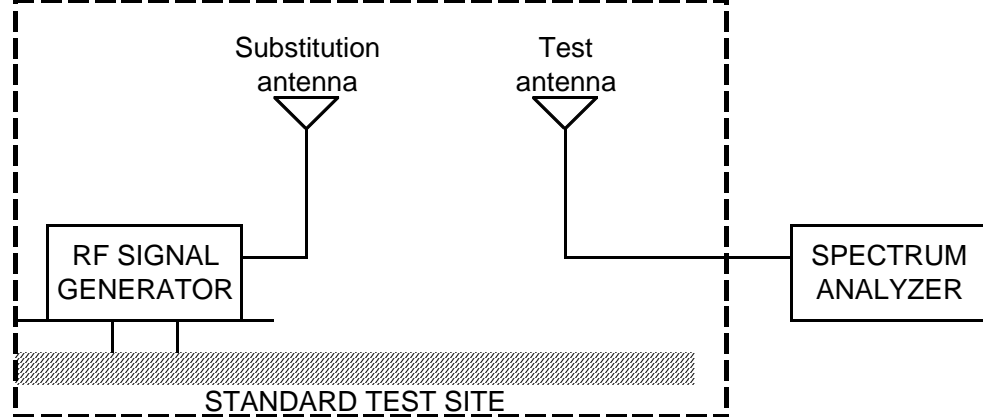 Substitution
antenna
Test
antenna
RF SIGNAL
GENERATOR
SPECTRUM
ANALYZER
STANDARD TEST SITE